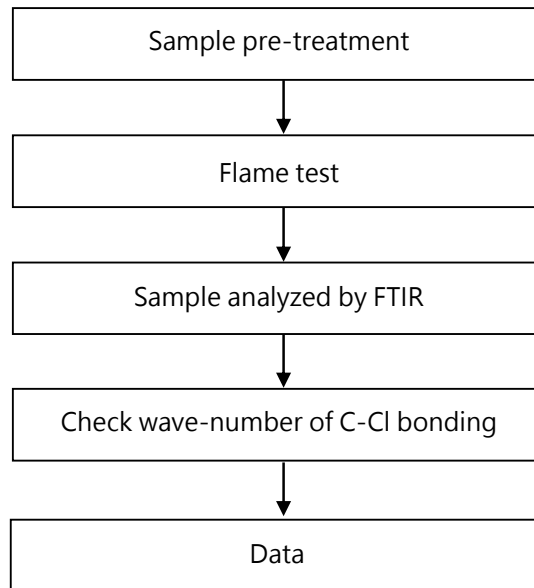 Sample pre-treatment
Flame test
Sample analyzed by FTIR
Check wave-number of C-Cl bonding
Data